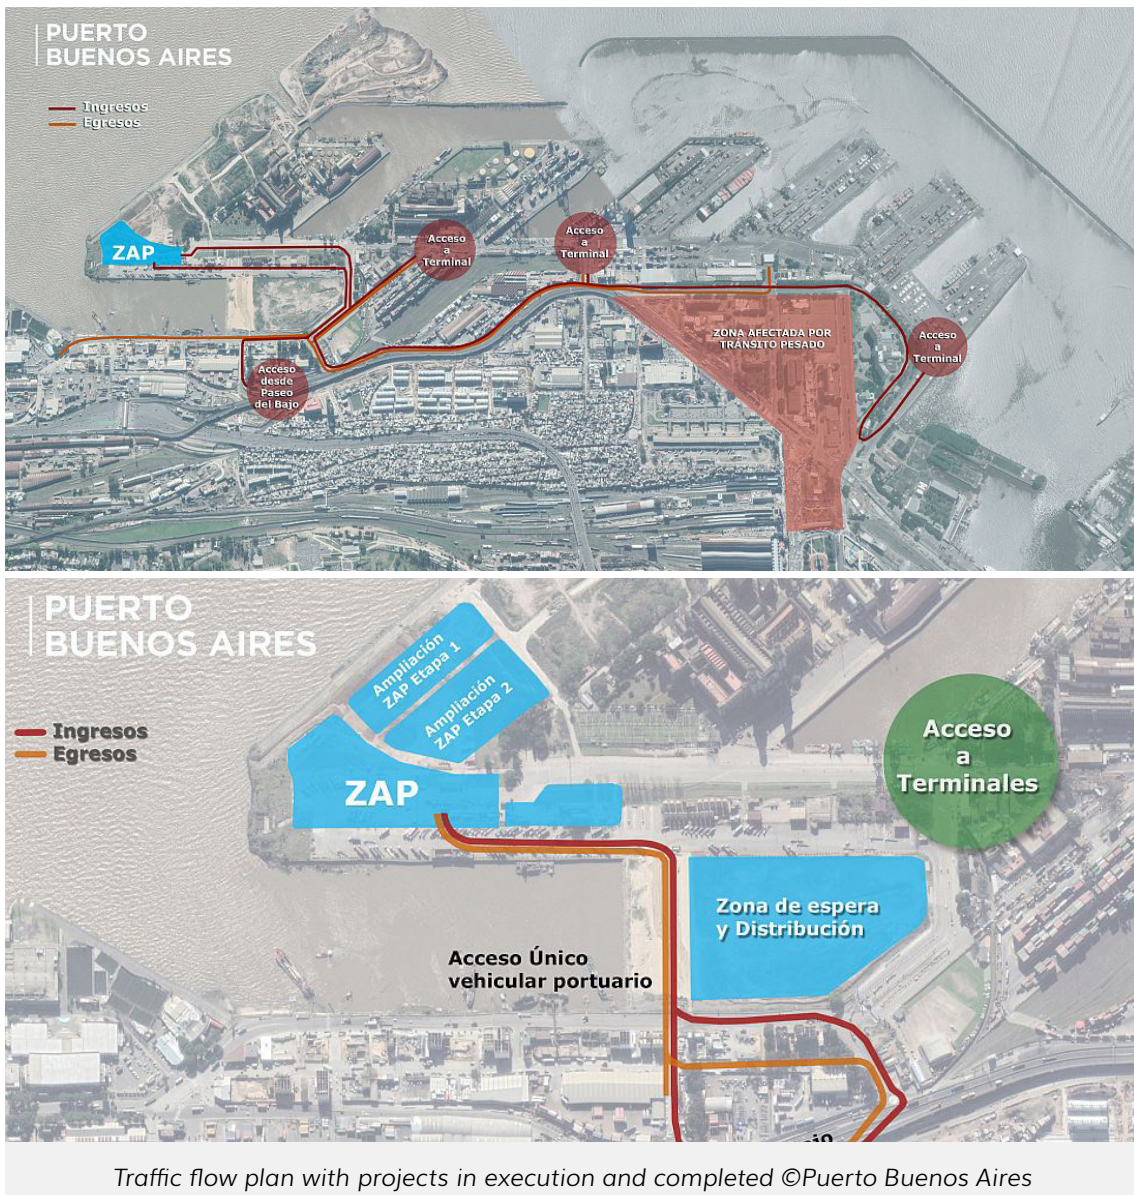 PUERTO
BUENOS AIRES
Ingresos
Egresos
ZAP
Acceso
a
Terminal
Acceso
a
Terminal
ZONA AFECTADA POR
TRÁNSITO PESADO
Acceso
a
Terminal
Acceso
desde
Paseo
del Bajo
PUERTO
BUENOS AIRES
Ingresos
Egresos
Ampliación
ZAP Etapa 1
Ampliación
ZAP Etapa 2
ZAP
Acceso
a
Terminales
Zona de espera
y Distribución
Acceso Único
vehicular portuario
Traffic flow plan with projects in execution and completed ©Puerto Buenos Aires